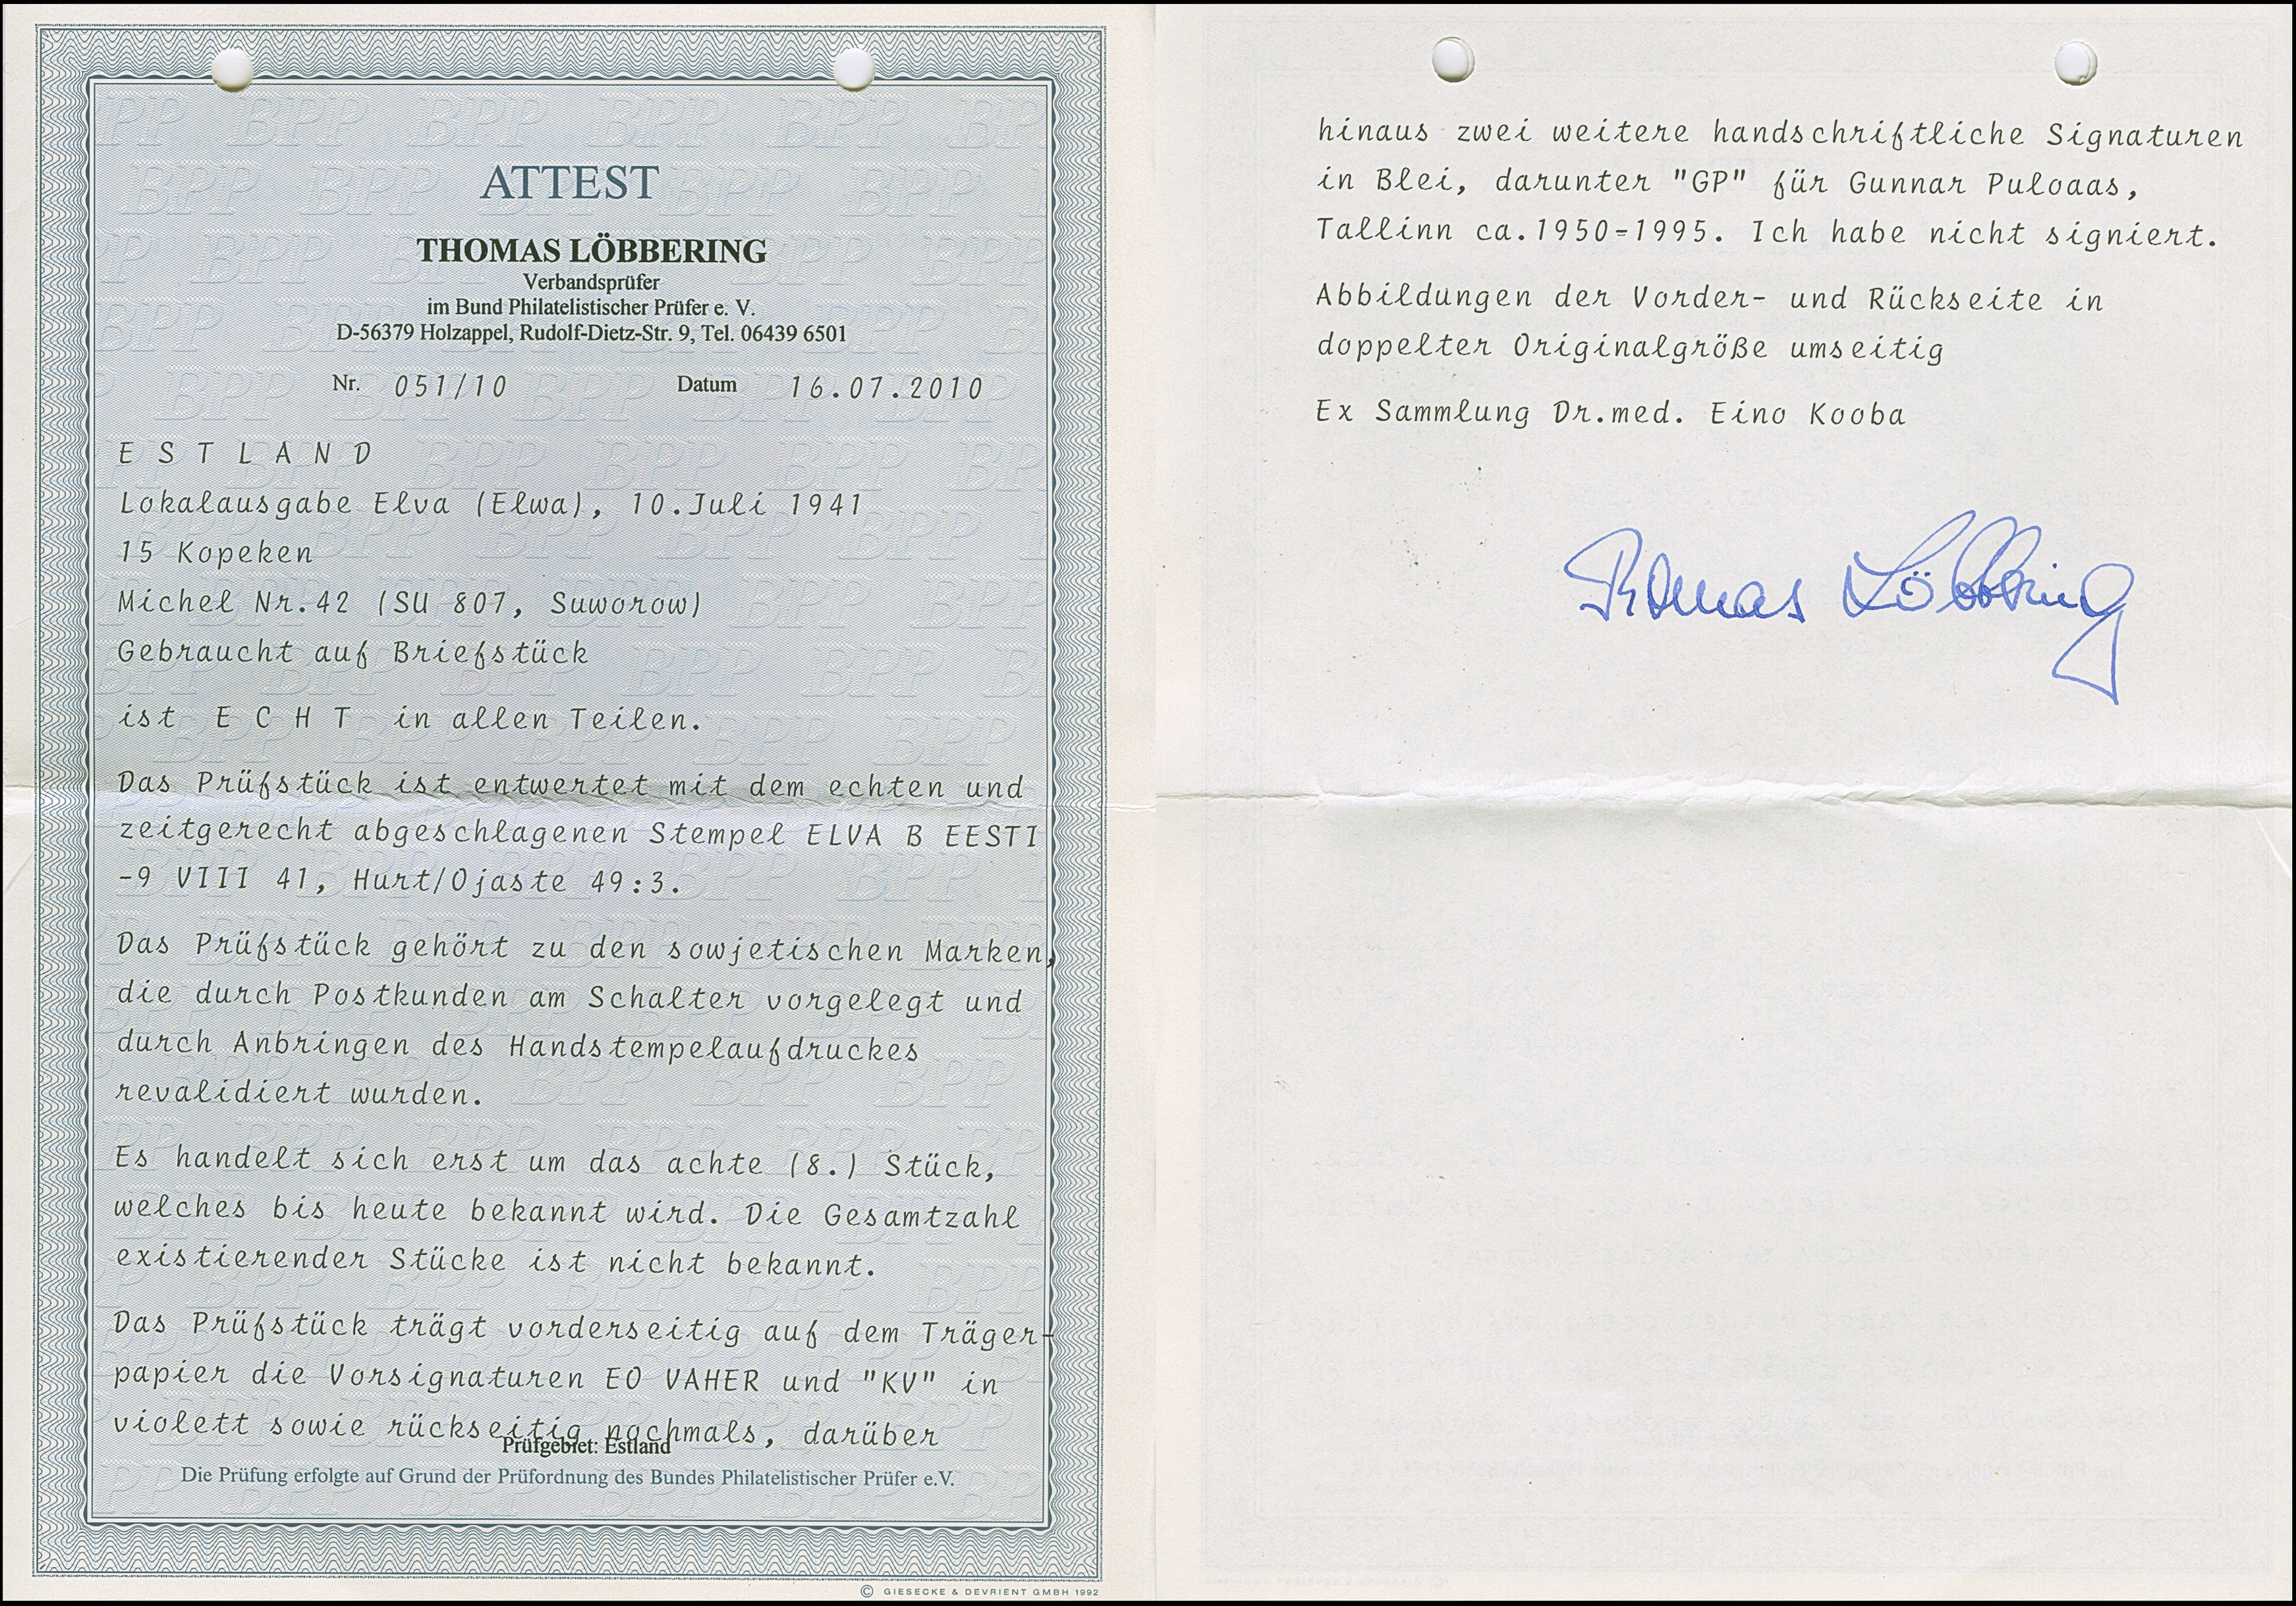 ATTEST
THOMAS LÖBBERING
Verbandsprüfer
im Bund Philatelistischer Prüfer e. V.
D-56379 Holzappel, Rudolf-Dietz-Str. 9, Tel. 06439 6501
Nr. 051/10 Datum 16.07.2010
E S T L A N D
Lokalausgabe Elva (Elwa), 10.Juli 1941
15 Kopeken
Michel Nr.42 (SU 807, Suworow)
Gebraucht auf Briefstück
ist E C H T in allen Teilen.
Das Prüfstück ist entwertet mit dem echten und
zeitgerecht abgeschlagenen Stempel ELVA B EESTI
-9 VIII 41, Hurt/Ojaste 49:3.
Das Prüfstück gehört zu den sowjetischen Marken,
die durch Postkunden am Schalter vorgelegt und
durch Anbringen des Handstempelaufdruckes
revalidiert wurden.
Es handelt sich erst um das achte (8.) Stück,
welches bis heute bekannt wird. Die Gesamtzahl
existierender Stücke ist nicht bekannt.
Das Prüfstück trägt vorderseitig auf dem Träger-
papier die Vorsignaturen EO VAHER und "KV" in
violett sowie rückseitig nochmals, darüber
Prüfgebiet: Estland
Die Prüfung erfolgte auf Grund der Prüfordnung des Bundes Philatelistischer Prüfer e.V.
© GIESECKE & DEVRIENT GMBH 1992
hinaus zwei weitere handschriftliche Signaturen
in Blei, darunter "GP" für Gunnar Puloaas,
Tallinn ca.1950-1995. Ich habe nicht signiert.
Abbildungen der Vorder- und Rückseite in
doppelter Originalgröße umseitig
Ex Sammlung Dr.med. Eino Kooba
Thomas Löbbering